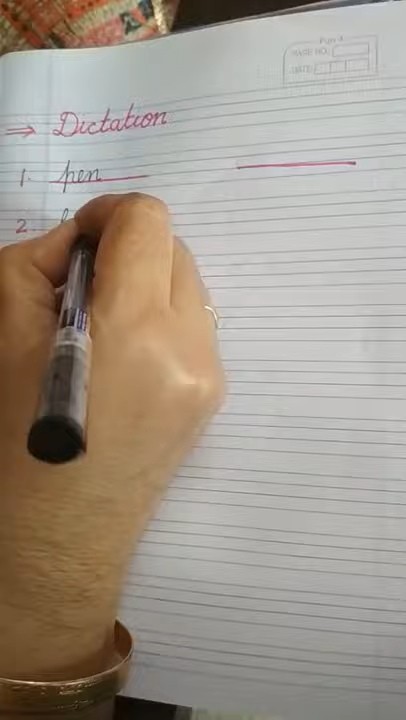 PAGE NO.
DATE:
⇒ Dictation
1. pen
2.